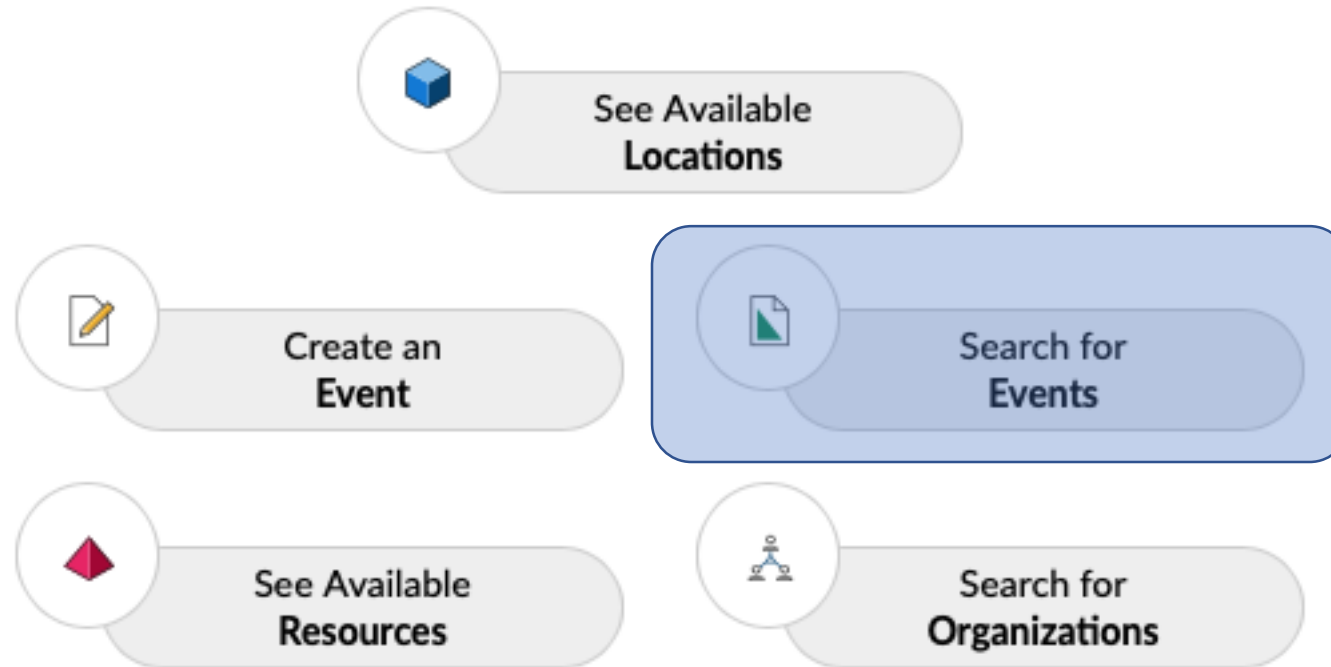 See Available
Locations
Create an
Event
Search for
Events
See Available
Resources
Search for
Organizations